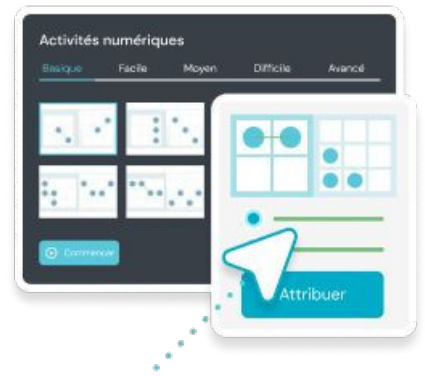 Activités numériques
Basique Facile Moyen Difficile Avancé
Commencer
Attribuer